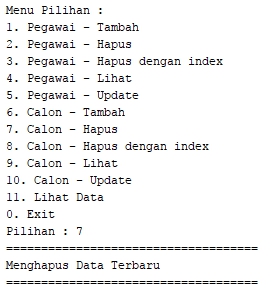 Menu Pilihan :
1. Pegawai - Tambah
2. Pegawai - Hapus
3. Pegawai - Hapus dengan index
4. Pegawai - Lihat
5. Pegawai - Update
6. Calon - Tambah
7. Calon - Hapus
8. Calon - Hapus dengan index
9. Calon - Lihat
10. Calon - Update
11. Lihat Data
0. Exit
Pilihan : 7
====================================
Menghapus Data Terbaru
====================================